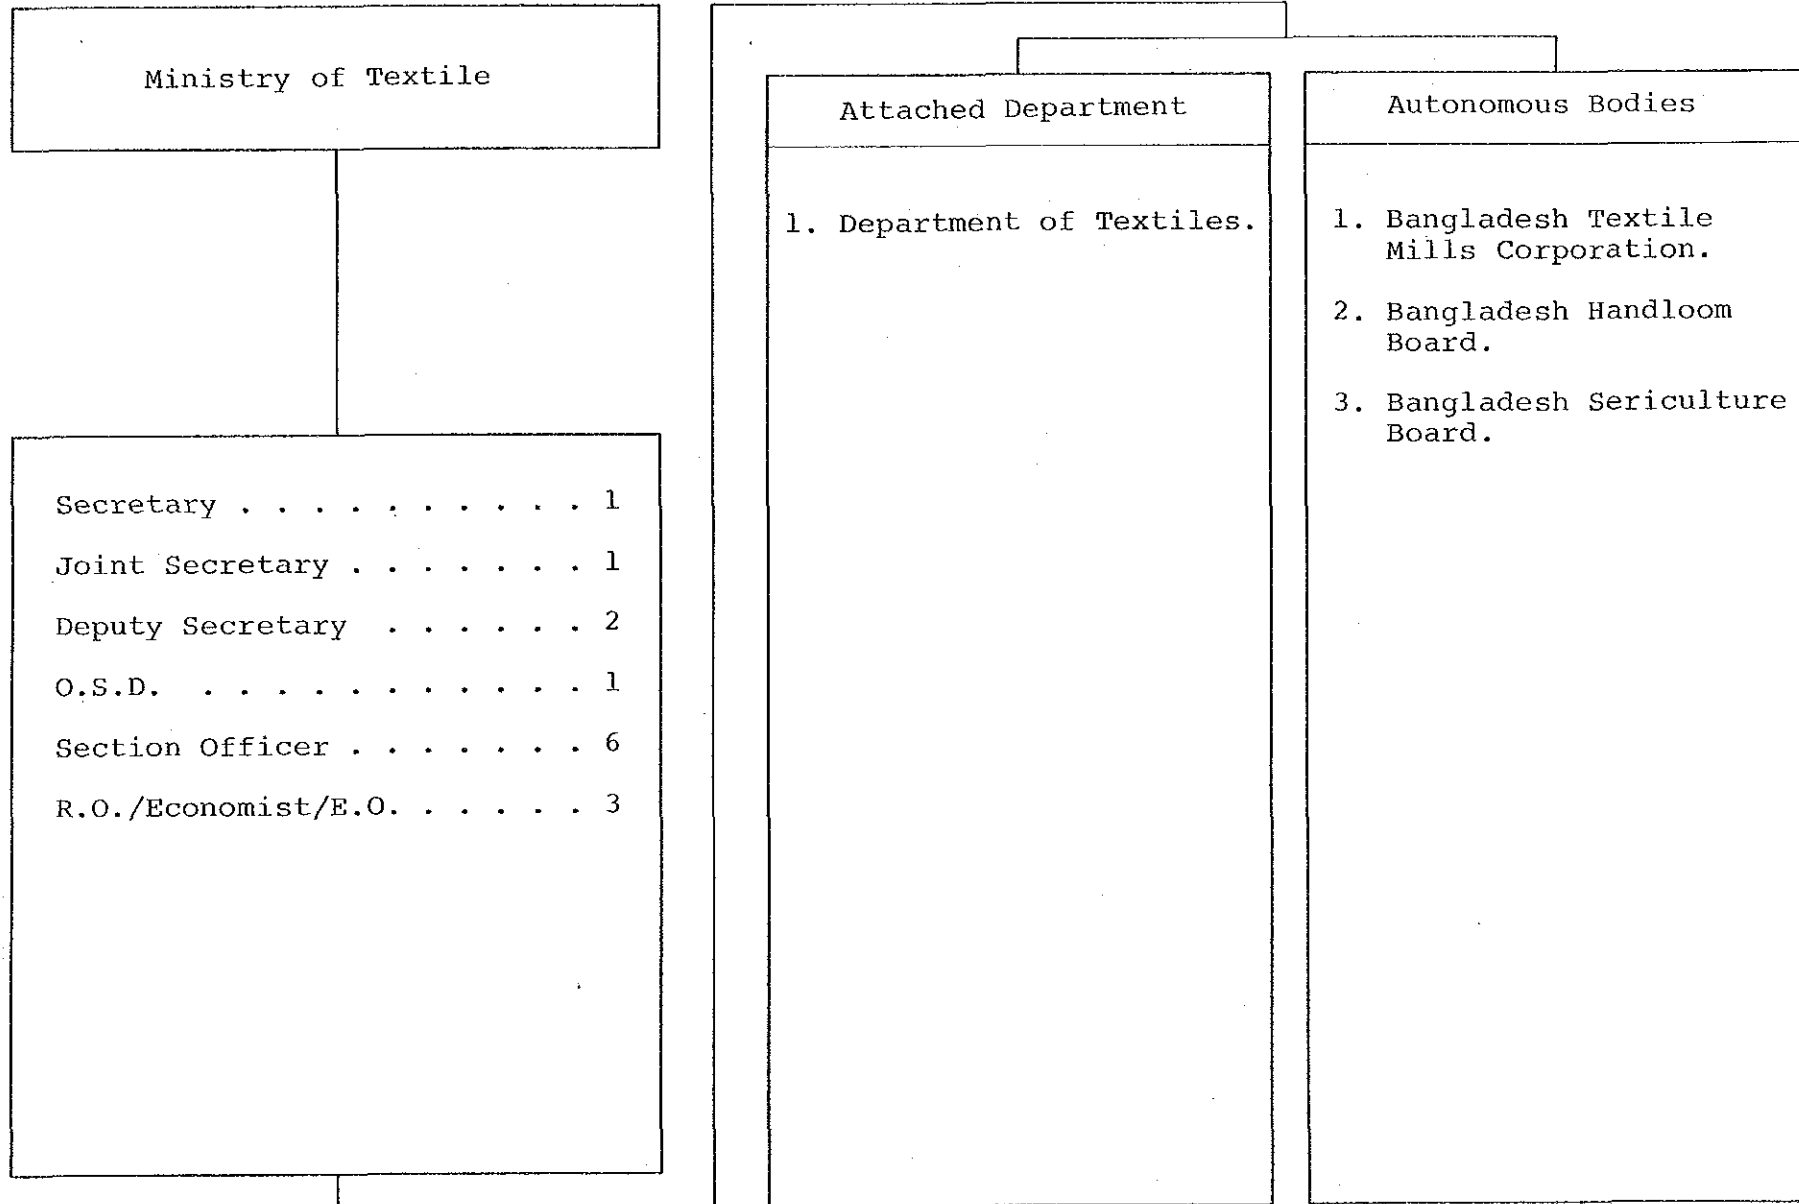 Ministry of Textile
Secretary . . . . . . . . . . 1
Joint Secretary . . . . . . . 1
Deputy Secretary . . . . . . 2
O.S.D. . . . . . . . . . . . 1
Section Officer . . . . . . . 6
R.O./Economist/E.O. . . . . . 3
Attached Department
1. Department of Textiles.
Autonomous Bodies
1. Bangladesh Textile
Mills Corporation.
2. Bangladesh Handloom
Board.
3. Bangladesh Sericulture
Board.